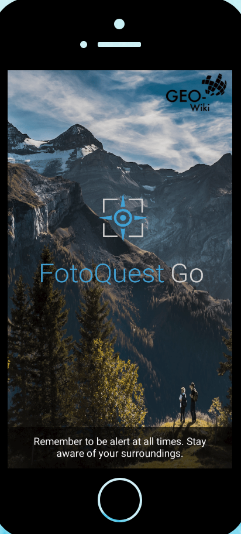 GEO-
Wiki
FotoQuest Go
Remember to be alert at all times. Stay
aware of your surroundings.